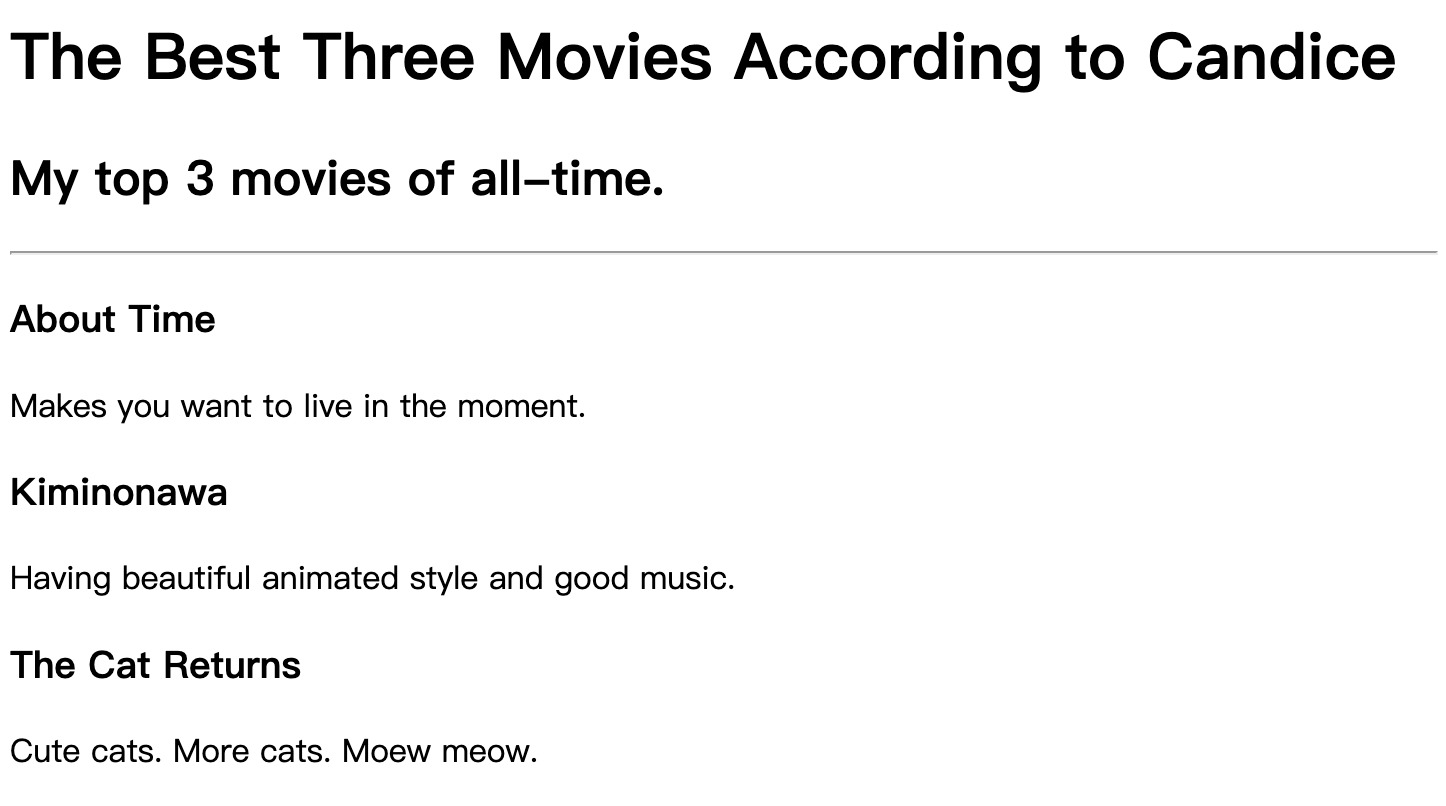 The Best Three Movies According to Candice
My top 3 movies of all-time.
About Time
Makes you want to live in the moment.
Kiminonawa
Having beautiful animated style and good music.
The Cat Returns
Cute cats. More cats. Moew meow.